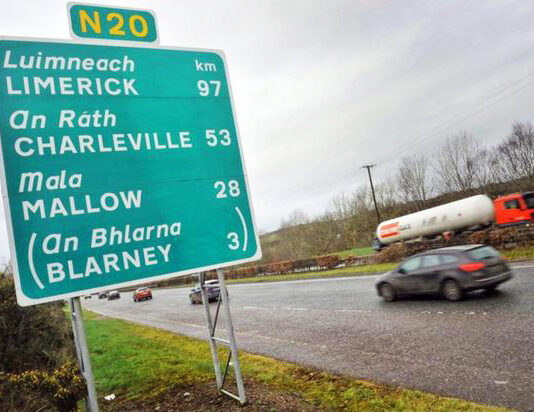 N20
Luimneach km
LIMERICK 97
An Ráth
CHARLEVILLE 53
Mala
MALLOW 28
(An Bhlarna
BLARNEY 3)